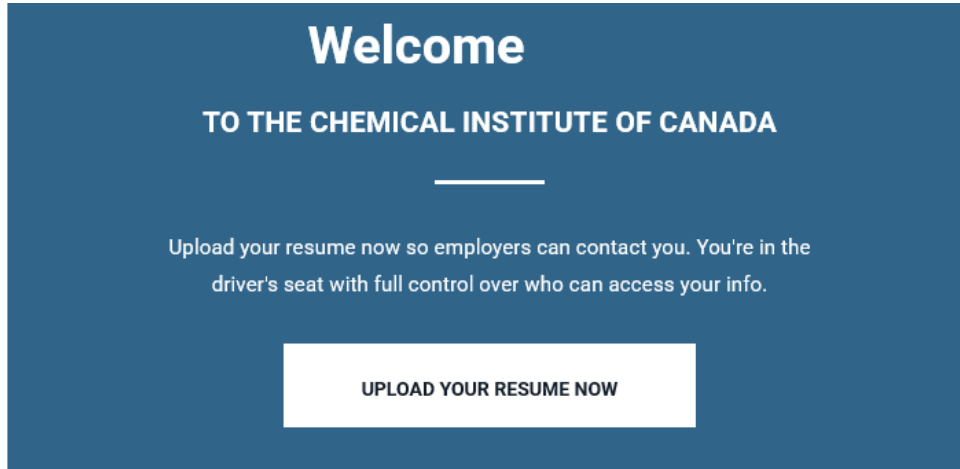 Welcome
TO THE CHEMICAL INSTITUTE OF CANADA
Upload your resume now so employers can contact you. You're in the
driver's seat with full control over who can access your info.
UPLOAD YOUR RESUME NOW